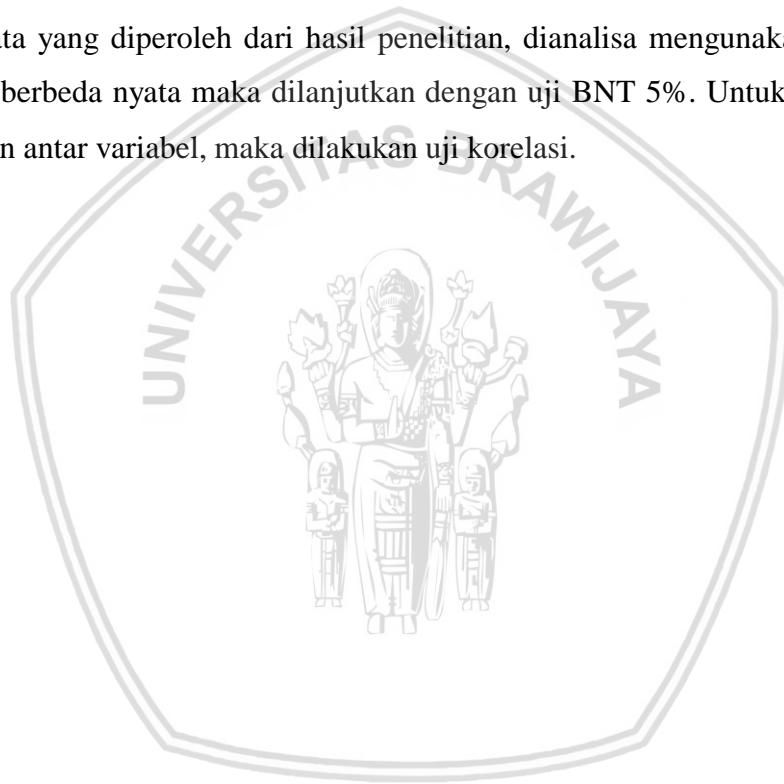 ata yang diperoleh dari hasil penelitian, dianalisa mengunaka
berbeda nyata maka dilanjutkan dengan uji BNT 5%. Untuk
n antar variabel, maka dilakukan uji korelasi.
UNIVERSITAS BRAWIJAYA